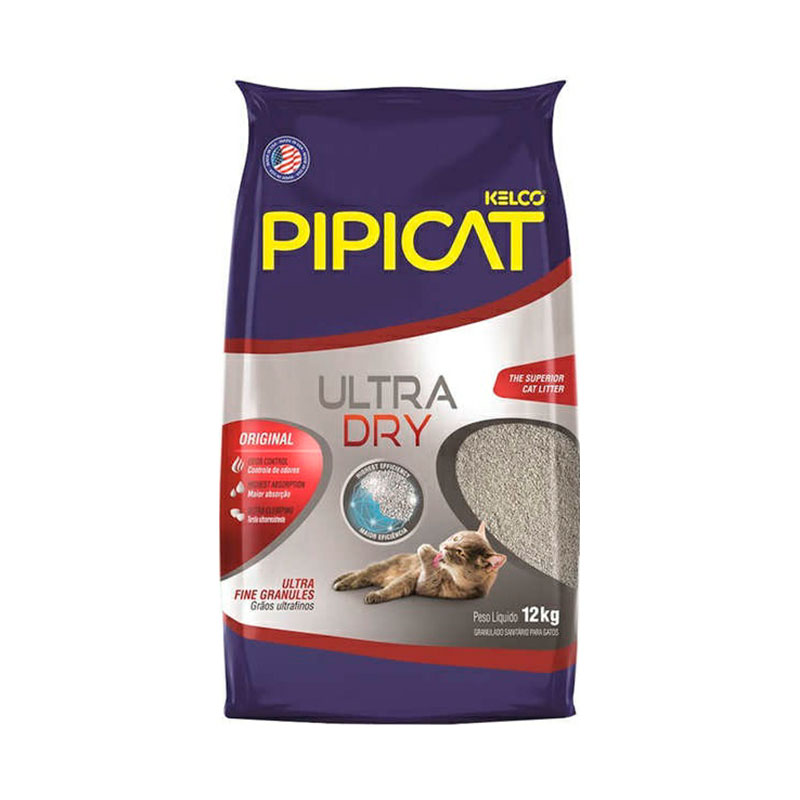 KELCO
PIPICAT
ULTRA
DRY
THE SUPERIOR
CAT LITTER
ORIGINAL
ODOR CONTROL
Controle de odores
HIGHEST ABSORPTION
Maior absorção
ULTRA CLUMPING
HIGHEST EFFICIENCY
MAIOR EFICIÊNCIA
ULTRA
FINE GRANULES
Grãos ultrafinos
Peso Líquido 12kg
GRANULADO SANITÁRIO PARA GATOS